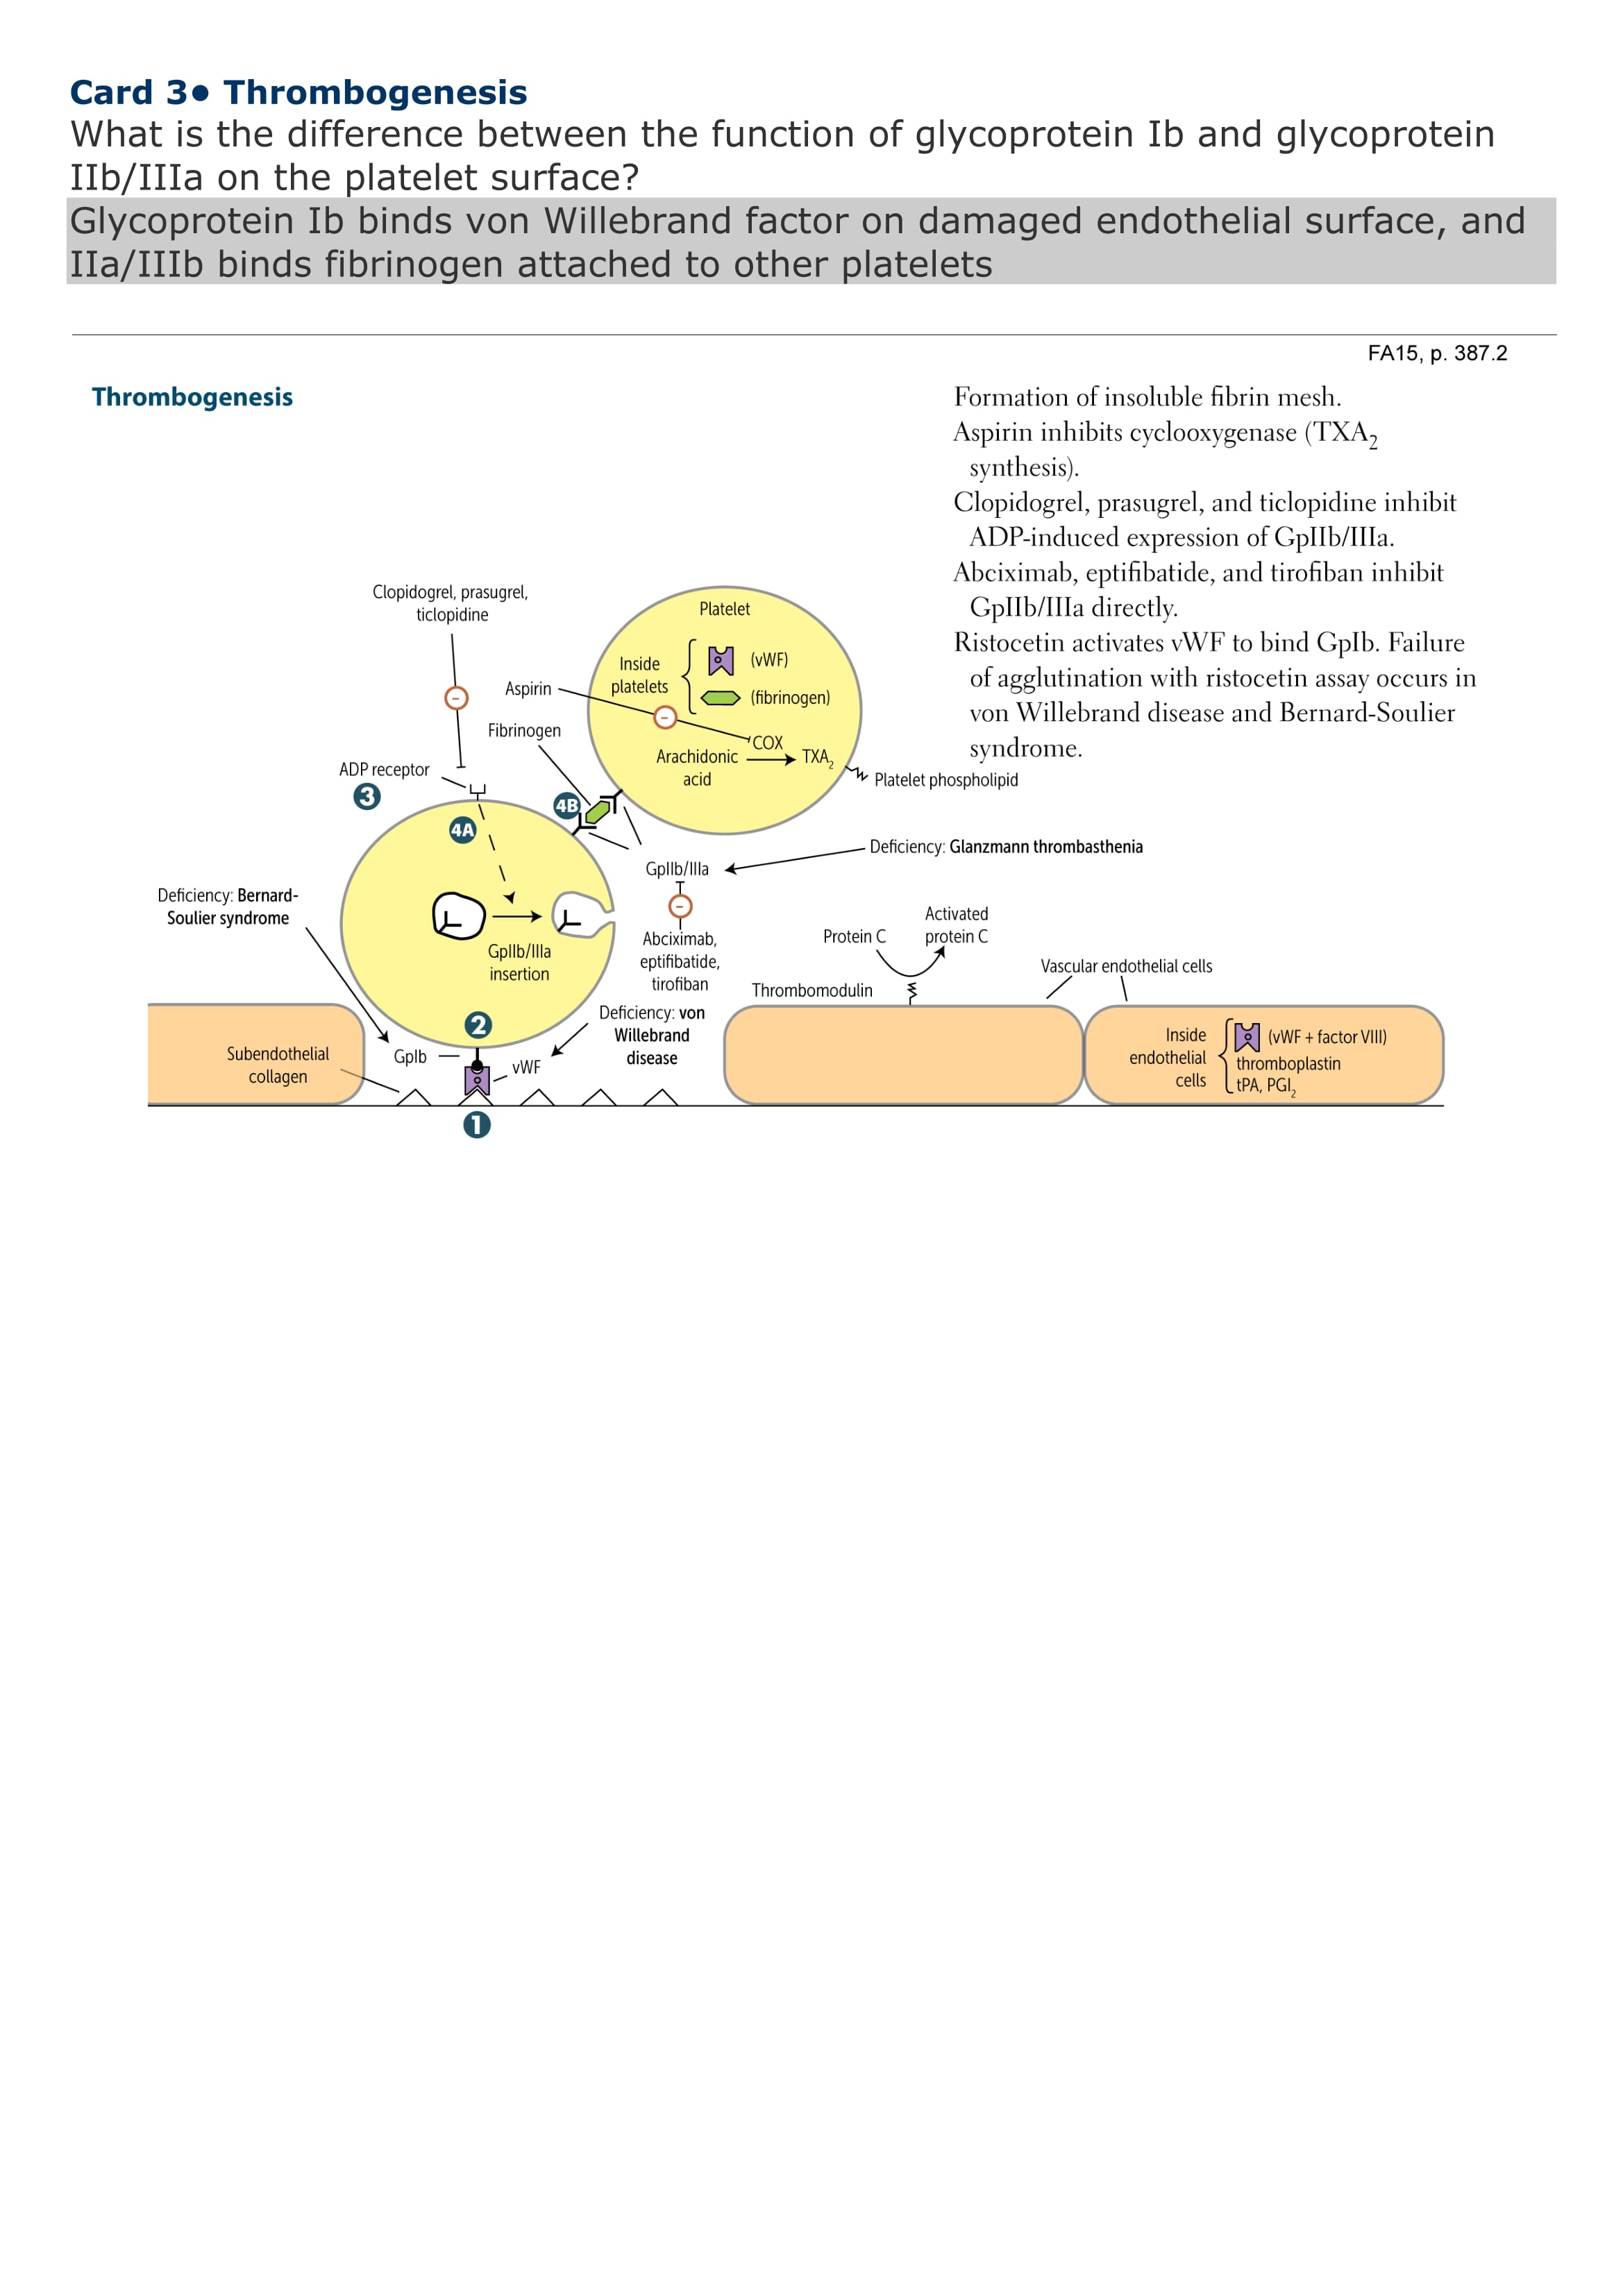 Card 3● Thrombogenesis
What is the difference between the function of glycoprotein Ib and glycoprotein
IIb/IIIa on the platelet surface?
Glycoprotein Ib binds von Willebrand factor on damaged endothelial surface, and
IIa/IIIb binds fibrinogen attached to other platelets
FA15, p. 387.2
Thrombogenesis
Formation of insoluble fibrin mesh.
Aspirin inhibits cyclooxygenase (TXA2
synthesis).
Clopidogrel, prasugrel, and ticlopidine inhibit
ADP-induced expression of GpIIb/IIIa.
Abciximab, eptifibatide, and tirofiban inhibit
GpIIb/IIIa directly.
Ristocetin activates vWF to bind GpIb. Failure
of agglutination with ristocetin assay occurs in
von Willebrand disease and Bernard-Soulier
syndrome.
Clopidogrel, prasugrel,
ticlopidine
Platelet
Inside
platelets
(vWF)
(fibrinogen)
Aspirin
−
−
Fibrinogen
COX
Arachidonic
acid
TXA2
Platelet phospholipid
ADP receptor
3
4B
4A
Deficiency: Glanzmann thrombasthenia
GpIIb/IIIa
−
Abciximab,
eptifibatide,
tirofiban
Deficiency: Bernard-
Soulier syndrome
GpIIb/IIIa
insertion
Protein C
Activated
protein C
Thrombomodulin
Vascular endothelial cells
Deficiency: von
Willebrand
disease
2
GpIb
vWF
Subendothelial
collagen
1
Inside
endothelial
cells
(vWF + factor VIII)
thromboplastin
tPA, PGI2